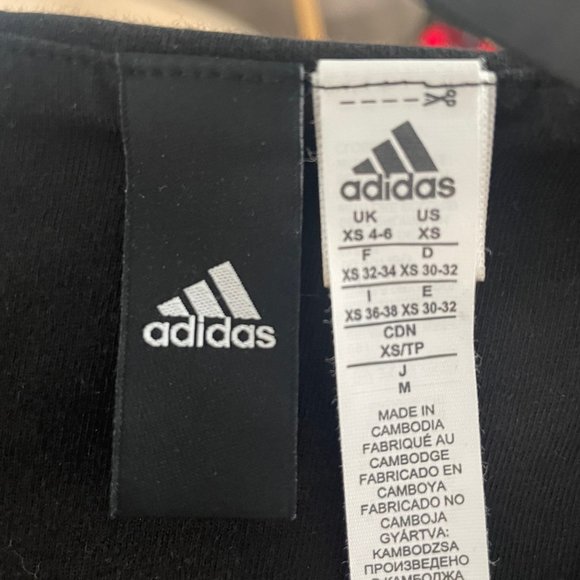 adidas
adidas
UK US
XS 4-6 XS
F D
XS 32-34 XS 30-32
I E
XS 36-38 XS 30-32
CDN
XS/TP
J
M
MADE IN
CAMBODIA
FABRIQUÉ AU
CAMBODGE
FABRICADO EN
CAMBOYA
FABRICADO NO
CAMBOJA
GYÁRTVA:
KAMBODZSA
ПРОИЗВЕДЕНО
В КАМБОДЖА